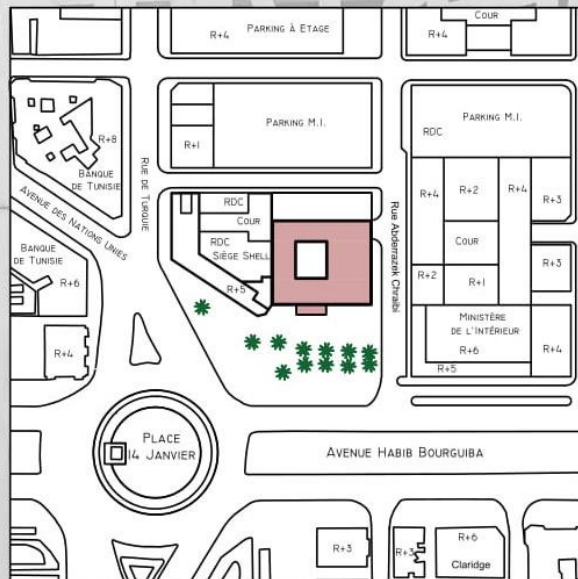 COUR
R+4
PARKING À ETAGE
R+4
PARKING M.I.
PARKING M.I.
RDC
R+8
R+1
BANQUE
DE TUNISIE
RUE DE TURQUIE
AVENUE DES NATIONS UNIES
RDC
COUR
RDC
SIÈGE SHELL
R+5
Rue Abderrazek Chraibi
R+4
R+2
R+4
R+3
COUR
R+3
R+2
R+1
BANQUE
DE TUNISIE
R+6
R+4
MINISTÈRE
DE L'INTÉRIEUR
R+6
R+4
R+5
PLACE
14 JANVIER
AVENUE HABIB BOURGUIBA
R+3
R+3
R+6
Claridge